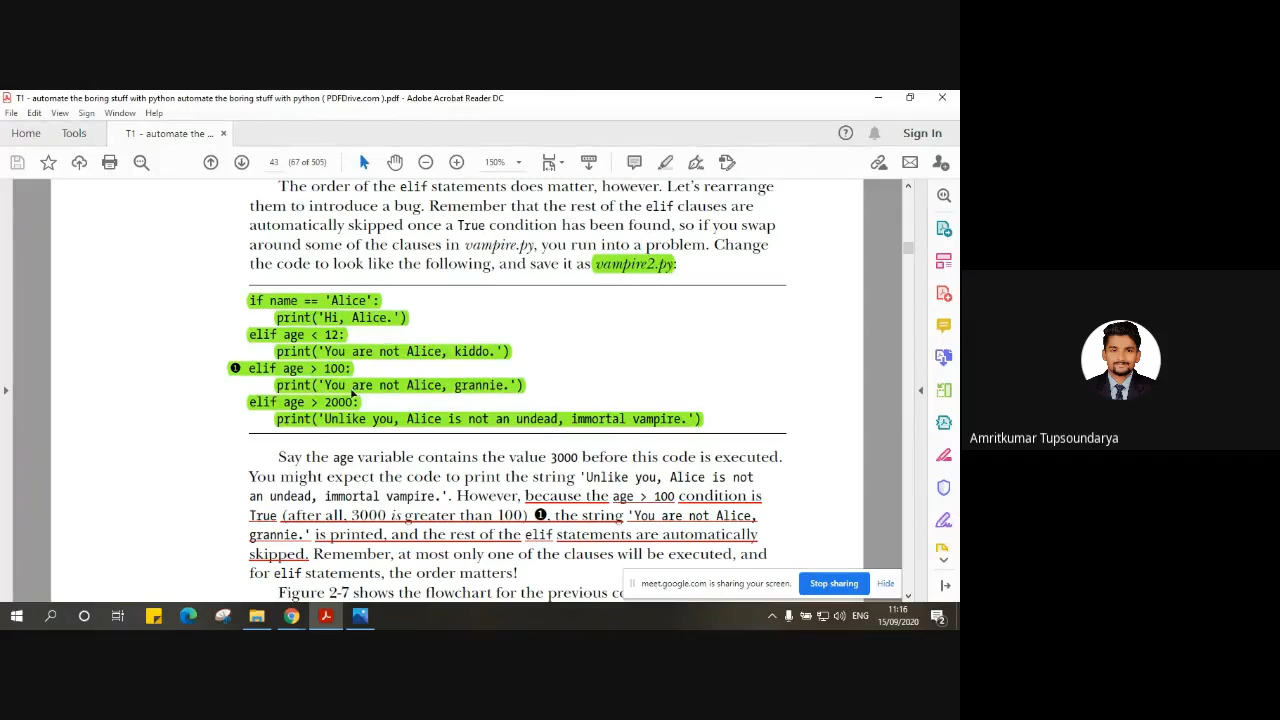 T1 - automate the boring stuff with python automate the boring stuff with python ( PDFDrive.com ).pdf - Adobe Acrobat Reader DC
File Edit View Sign Window Help
Home Tools T1 - automate the ... × Sign In
43 (67 of 505) 150%
The order of the elif statements does matter, however. Let's rearrange
them to introduce a bug. Remember that the rest of the elif clauses are
automatically skipped once a True condition has been found, so if you swap
around some of the clauses in vampire.py, you run into a problem. Change
the code to look like the following, and save it as vampire2.py:
if name == 'Alice':
print('Hi, Alice.')
elif age < 12:
print('You are not Alice, kiddo.')
❶ elif age > 100:
print('You are not Alice, grannie.')
elif age > 2000:
print('Unlike you, Alice is not an undead, immortal vampire.')
Say the age variable contains the value 3000 before this code is executed.
You might expect the code to print the string 'Unlike you, Alice is not
an undead, immortal vampire.'. However, because the age > 100 condition is
True (after all, 3000 is greater than 100) ❶, the string 'You are not Alice,
grannie.' is printed, and the rest of the elif statements are automatically
skipped. Remember, at most only one of the clauses will be executed, and
for elif statements, the order matters!
Figure 2-7 shows the flowchart for the previous
meet.google.com is sharing your screen. Stop sharing Hide
ENG
11:16
15/09/2020
2
Amritkumar Tupsoundarya